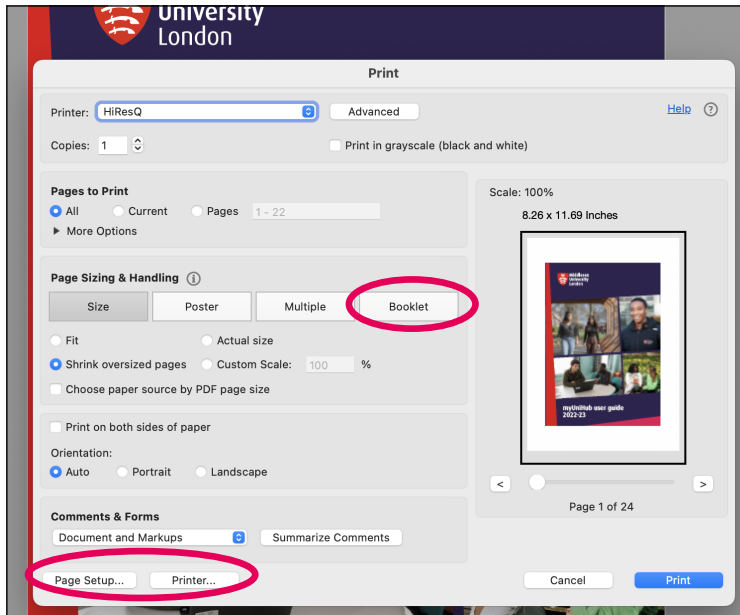 University
London
Print
Printer: HiResQ Advanced Help ?
Copies: 1 Print in grayscale (black and white)
Pages to Print
All Current Pages 1 - 22
More Options
Page Sizing & Handling i
Size Poster Multiple Booklet
Fit Actual size
Shrink oversized pages Custom Scale: 100 %
Choose paper source by PDF page size
Print on both sides of paper
Orientation:
Auto Portrait Landscape
Comments & Forms
Document and Markups Summarize Comments
Page Setup... Printer...
Scale: 100%
8.26 x 11.69 Inches
Middlesex
University
London
myUniHub user guide
2022-23
< >
Page 1 of 24
Cancel Print